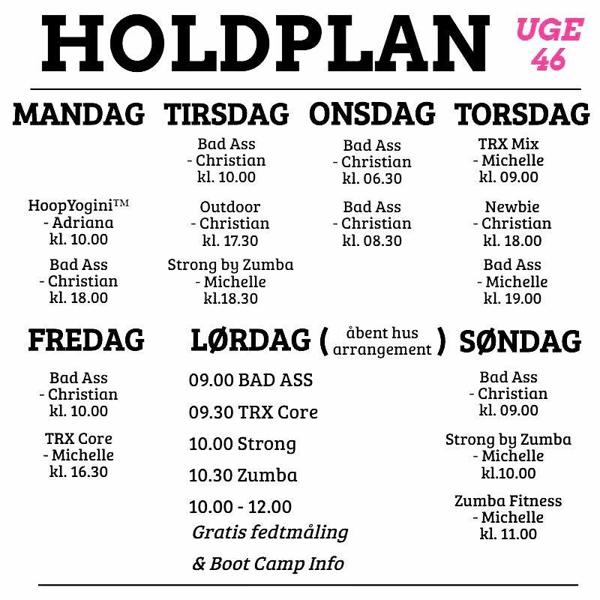 HOLDPLAN
UGE
46
MANDAG
HoopYogini™
- Adriana
kl. 10.00
Bad Ass
- Christian
kl. 18.00
TIRSDAG
Bad Ass
- Christian
kl. 10.00
Outdoor
- Christian
kl. 17.30
Strong by Zumba
- Michelle
kl.18.30
ONSDAG
Bad Ass
- Christian
kl. 06.30
Bad Ass
- Christian
kl. 08.30
TORSDAG
TRX Mix
- Michelle
kl. 09.00
Newbie
- Christian
kl. 18.00
Bad Ass
- Michelle
kl. 19.00
FREDAG
Bad Ass
- Christian
kl. 10.00
TRX Core
- Michelle
kl. 16.30
LØRDAG (åbent hus
arrangement)
09.00 BAD ASS
09.30 TRX Core
10.00 Strong
10.30 Zumba
10.00 - 12.00
Gratis fedtmåling
& Boot Camp Info
SØNDAG
Bad Ass
- Christian
kl. 09.00
Strong by Zumba
- Michelle
kl.10.00
Zumba Fitness
- Michelle
kl. 11.00